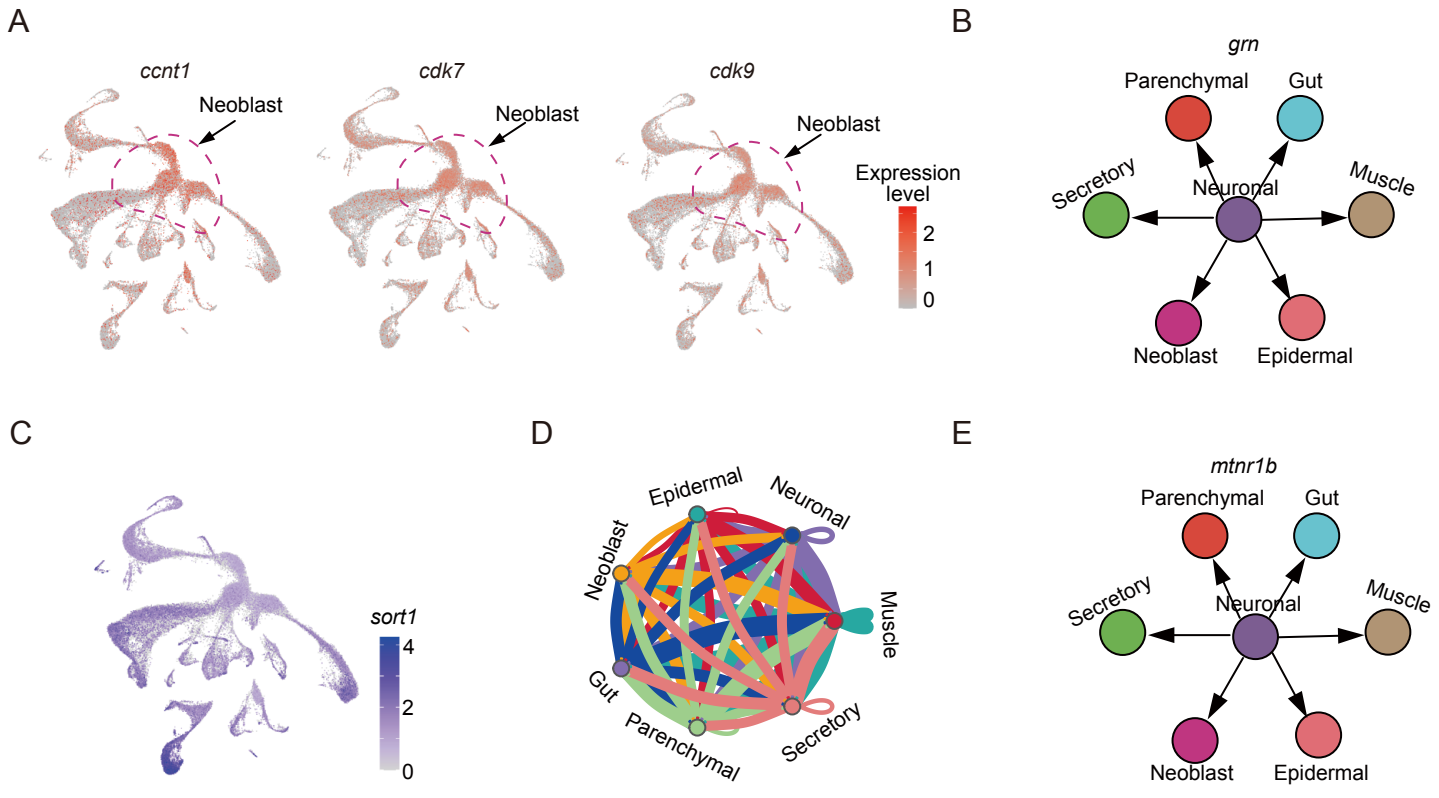 A
ccnt1
Neoblast
cdk7
Neoblast
cdk9
Neoblast
Expression
level
2
1
0
B
grn
Parenchymal
Gut
Secretory
Neuronal
Muscle
Neoblast
Epidermal
C
sort1
4
2
0
D
Epidermal
Neuronal
Neoblast
Muscle
Gut
Parenchymal
Secretory
E
mtnr1b
Parenchymal
Gut
Secretory
Neuronal
Muscle
Neoblast
Epidermal